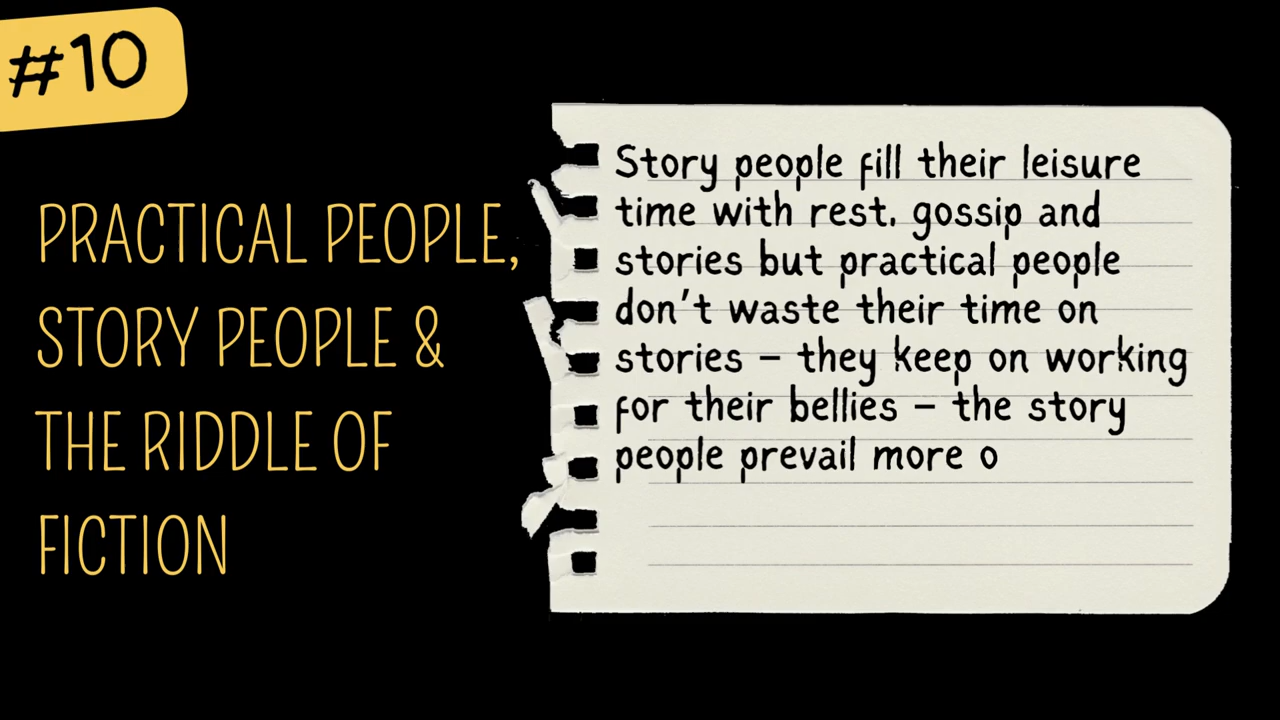 #10
PRACTICAL PEOPLE,
STORY PEOPLE &
THE RIDDLE OF
FICTION
Story people fill their leisure
time with rest. gossip and
stories but practical people
don't waste their time on
stories – they keep on working
for their bellies – the story
people prevail more o